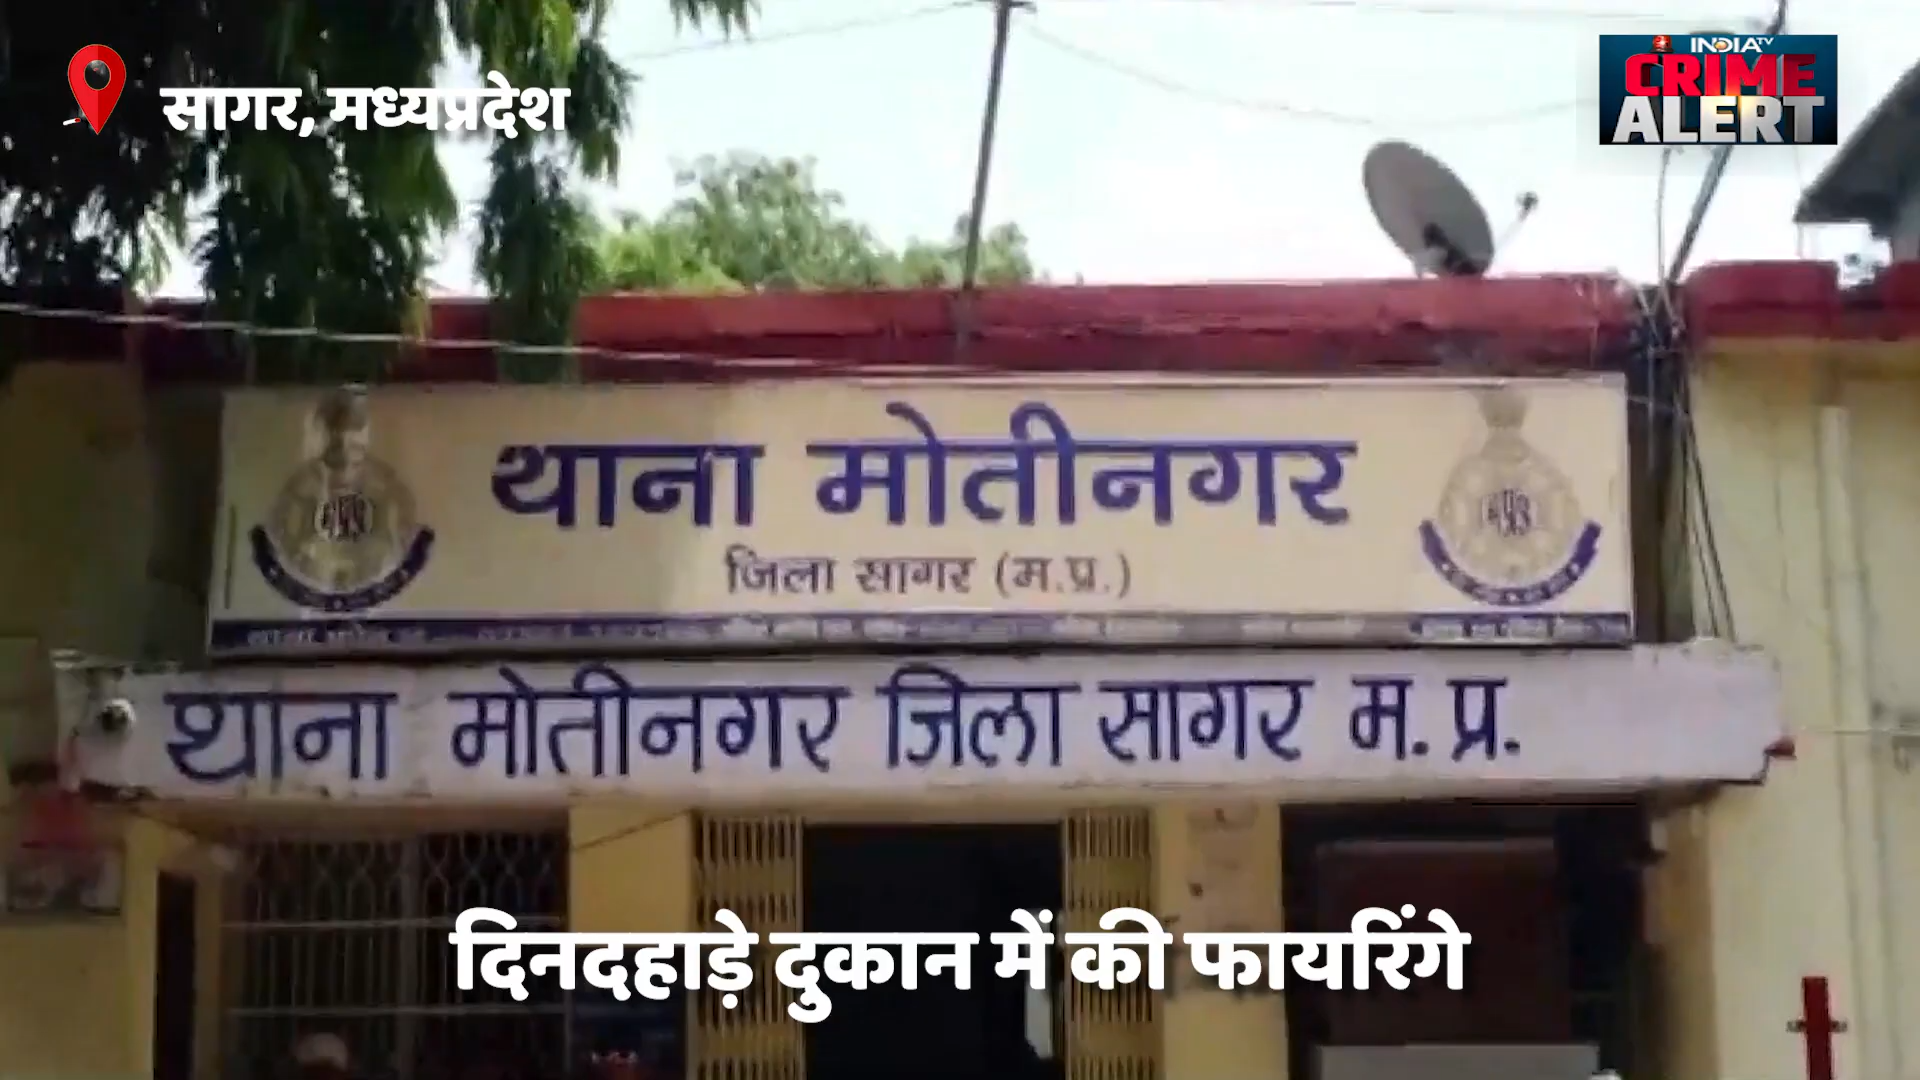 सागर, मध्यप्रदेश
INDIA TV
CRIME
ALERT
थाना मोतीनगर
जिला सागर (म.प्र.)
थाना मोतीनगर जिला सागर म. प्र.
दिनदहाड़े दुकान में की फायरिंगे